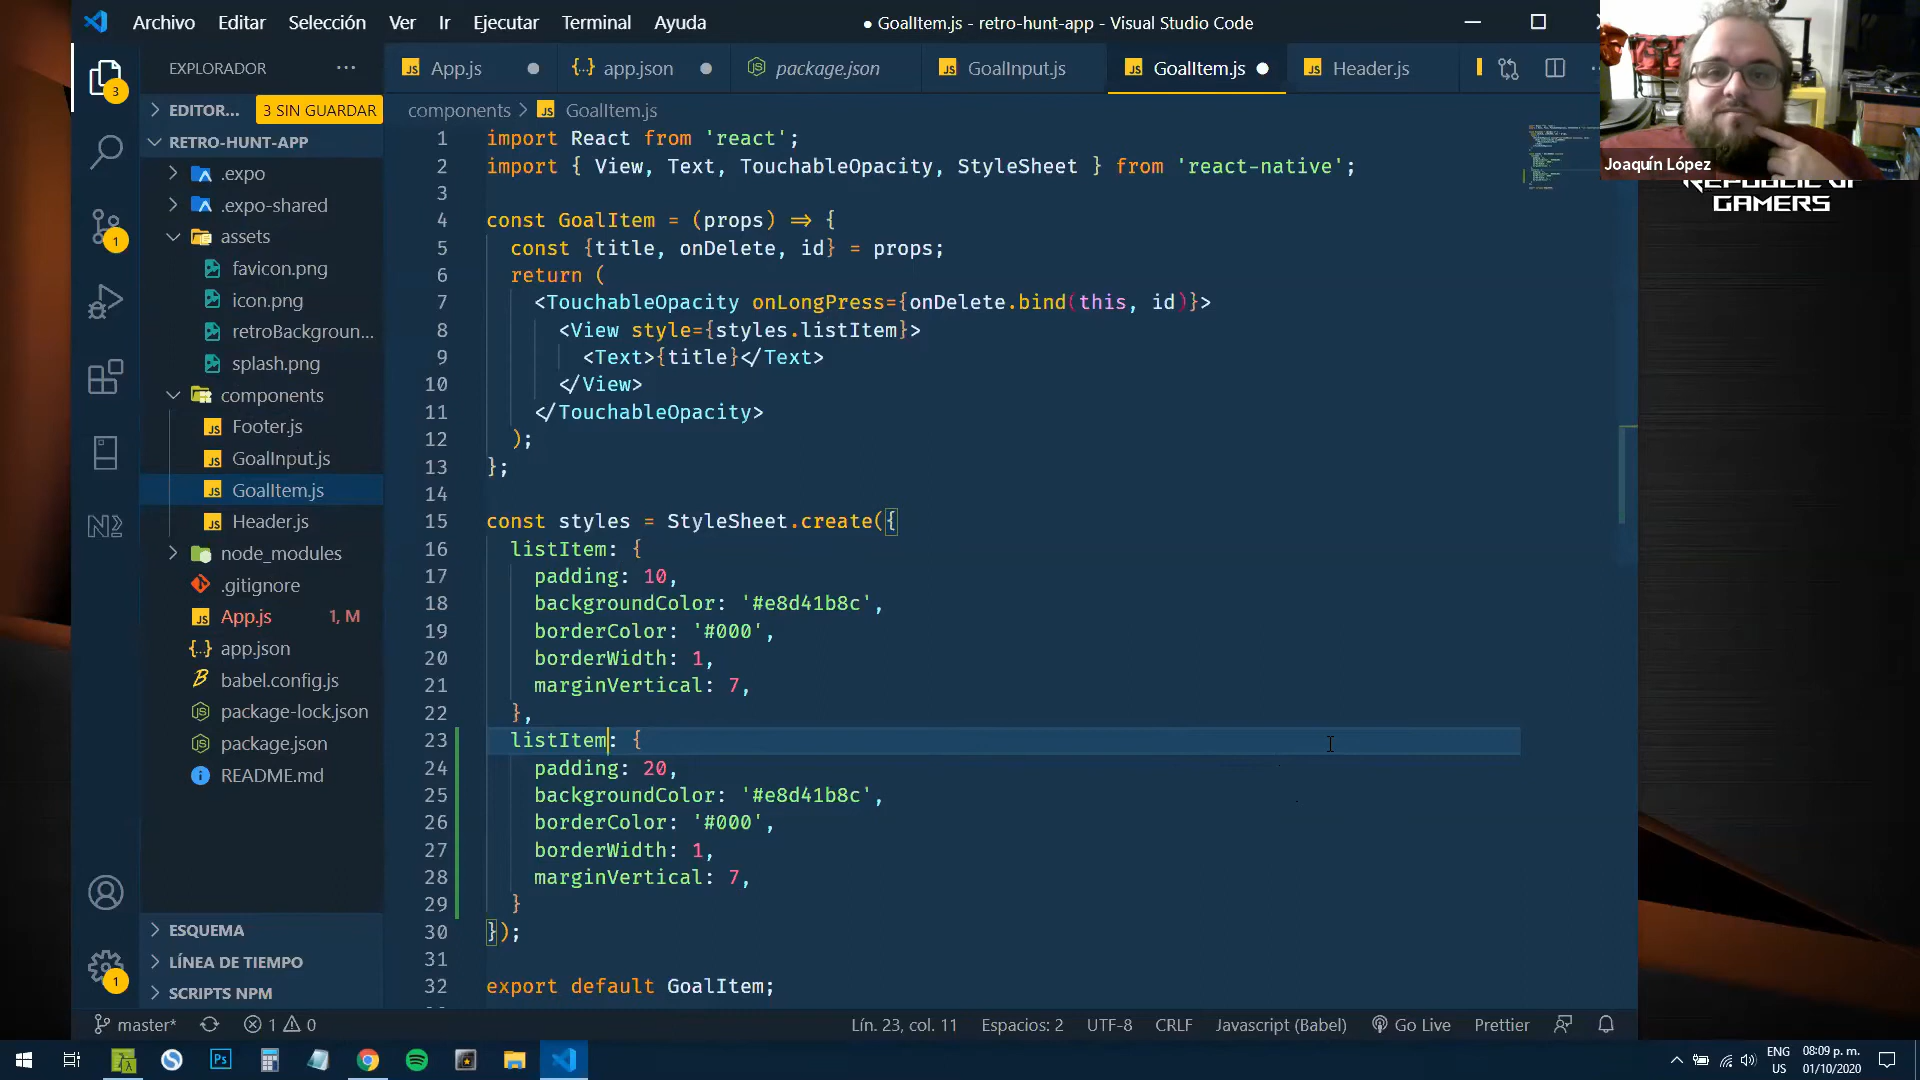 Archivo Editar Selección Ver Ir Ejecutar Terminal Ayuda
● GoalItem.js - retro-hunt-app - Visual Studio Code
EXPLORADOR
App.js
app.json
package.json
GoalInput.js
GoalItem.js
Header.js
3
EDITOR... 3 SIN GUARDAR
components > GoalItem.js
RETRO-HUNT-APP
.expo
.expo-shared
assets
favicon.png
icon.png
retroBackgroun...
splash.png
components
Footer.js
GoalInput.js
GoalItem.js
Header.js
node_modules
.gitignore
App.js 1, M
app.json
babel.config.js
package-lock.json
package.json
README.md
ESQUEMA
LÍNEA DE TIEMPO
SCRIPTS NPM
1
1
1 import React from 'react';
2 import { View, Text, TouchableOpacity, StyleSheet } from 'react-native';
3
4 const GoalItem = (props) => {
5 const {title, onDelete, id} = props;
6 return (
7 <TouchableOpacity onLongPress={onDelete.bind(this, id)}>
8 <View style={styles.listItem}>
9 <Text>{title}</Text>
10 </View>
11 </TouchableOpacity>
12 );
13 };
14
15 const styles = StyleSheet.create({
16 listItem: {
17 padding: 10,
18 backgroundColor: '#e8d41b8c',
19 borderColor: '#000',
20 borderWidth: 1,
21 marginVertical: 7,
22 },
23 listItem: {
24 padding: 20,
25 backgroundColor: '#e8d41b8c',
26 borderColor: '#000',
27 borderWidth: 1,
28 marginVertical: 7,
29 }
30 });
31
32 export default GoalItem;
Joaquín López
REPUBLIC OF
GAMERS
master* 1 0
Lín. 23, col. 11 Espacios: 2 UTF-8 CRLF Javascript (Babel) Go Live Prettier
Ps
ENG
US
08:09 p. m.
01/10/2020